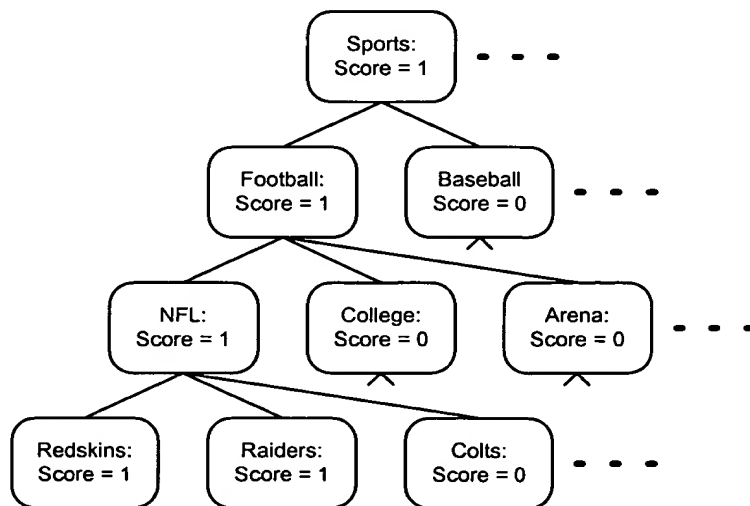 Sports:
Score = 1
Football:
Score = 1
Baseball
Score = 0
NFL:
Score = 1
College:
Score = 0
Arena:
Score = 0
Redskins:
Score = 1
Raiders:
Score = 1
Colts:
Score = 0